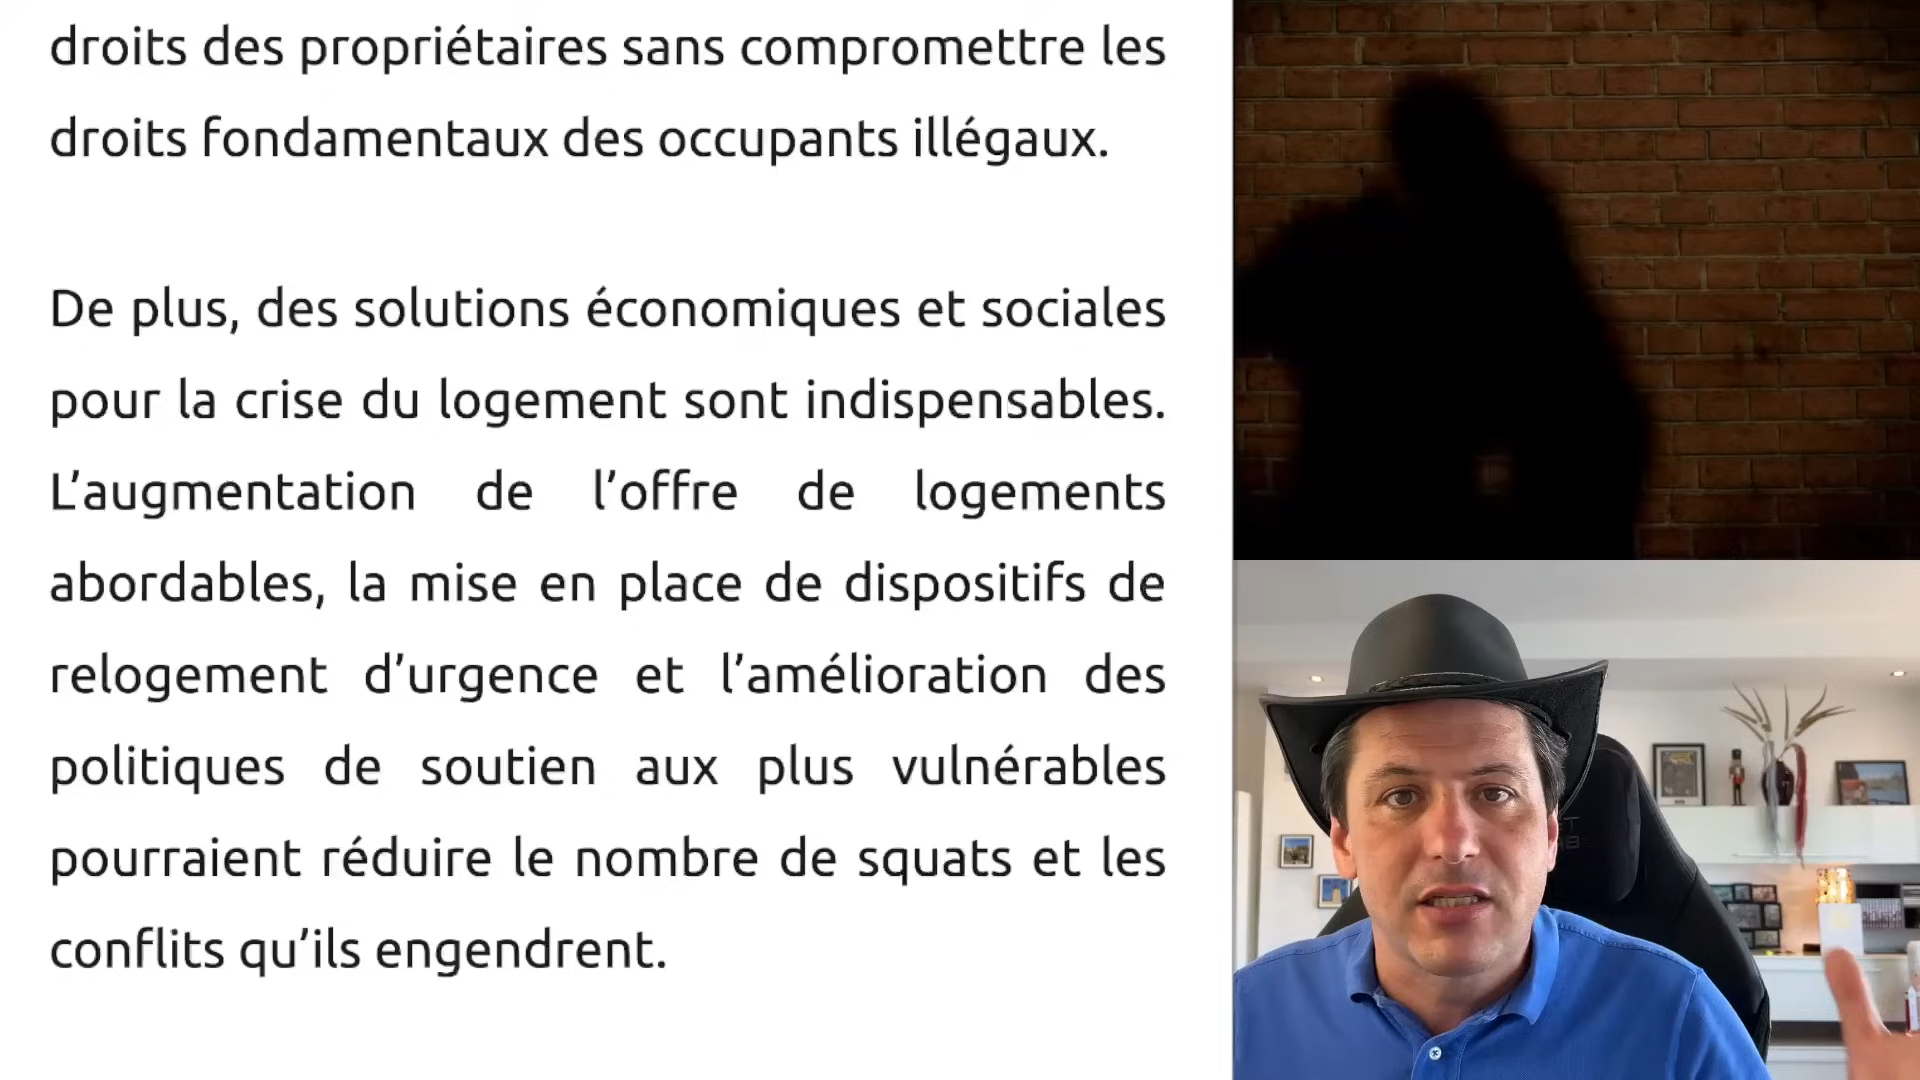 droits des propriétaires sans compromettre les
droits fondamentaux des occupants illégaux.
De plus, des solutions économiques et sociales
pour la crise du logement sont indispensables.
L’augmentation de l’offre de logements
abordables, la mise en place de dispositifs de
relogement d’urgence et l’amélioration des
politiques de soutien aux plus vulnérables
pourraient réduire le nombre de squats et les
conflits qu’ils engendrent.